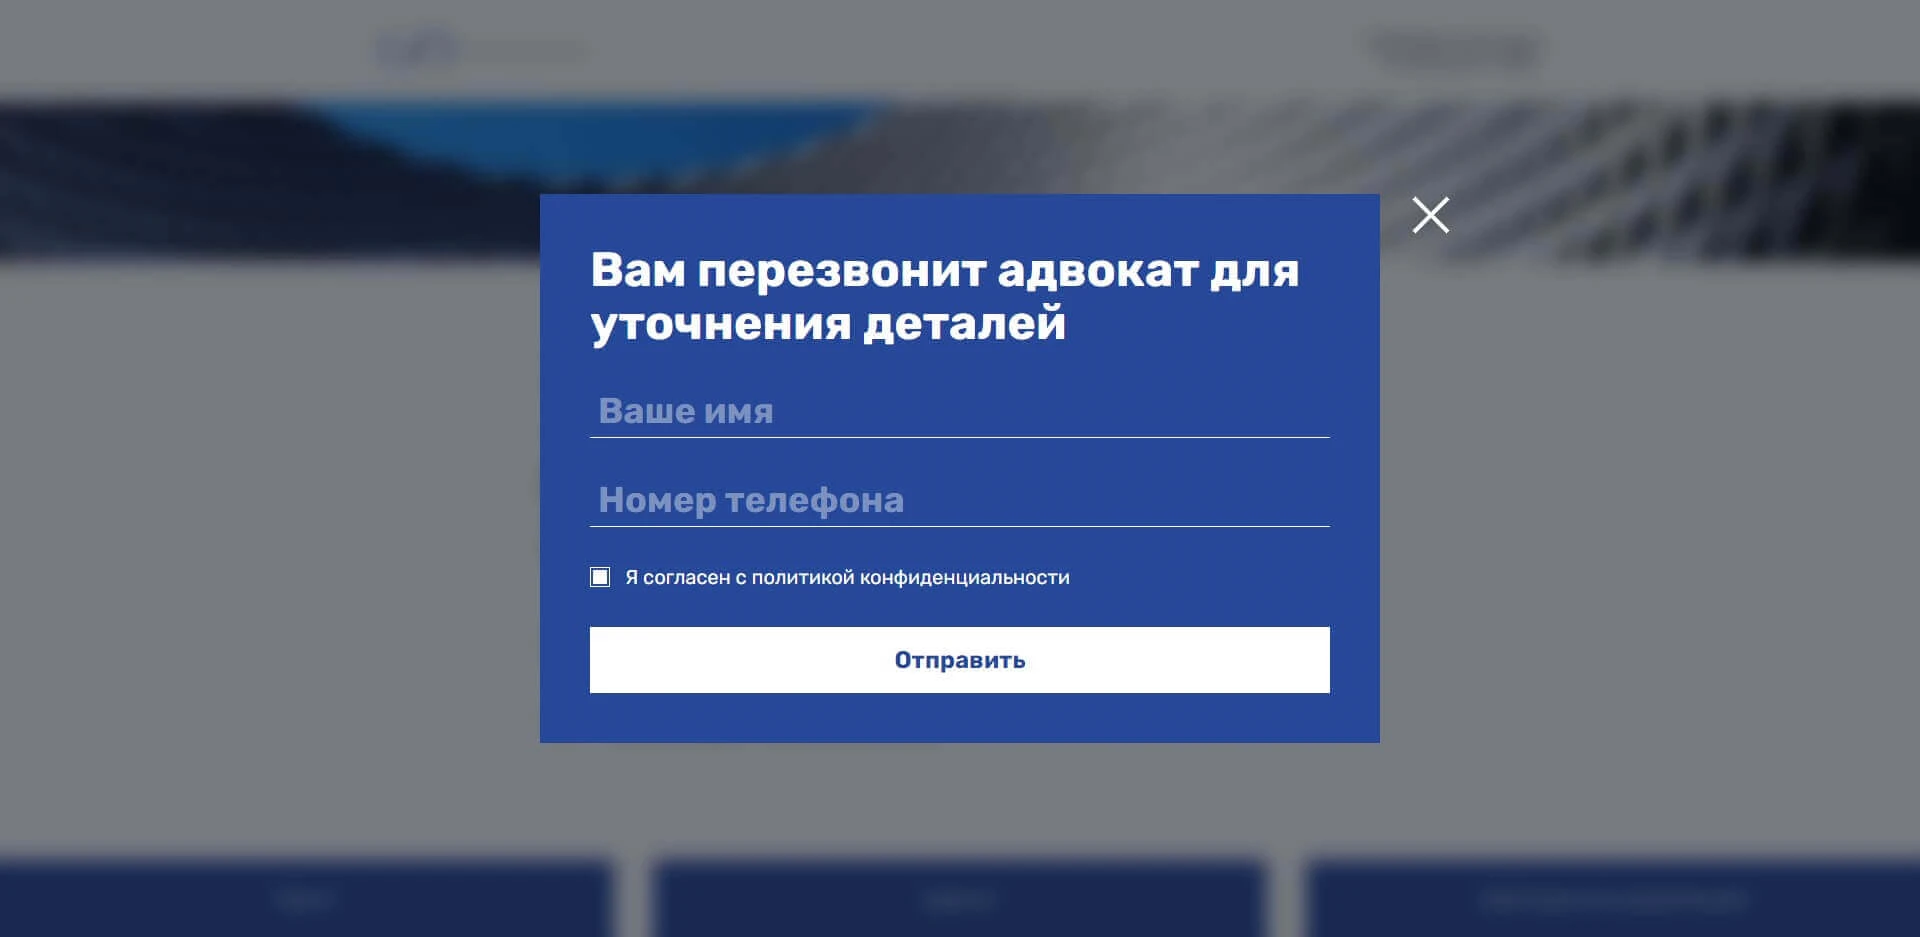 Вам перезвонит адвокат для
уточнения деталей
Ваше имя
Номер телефона
Я согласен с политикой конфиденциальности
Отправить